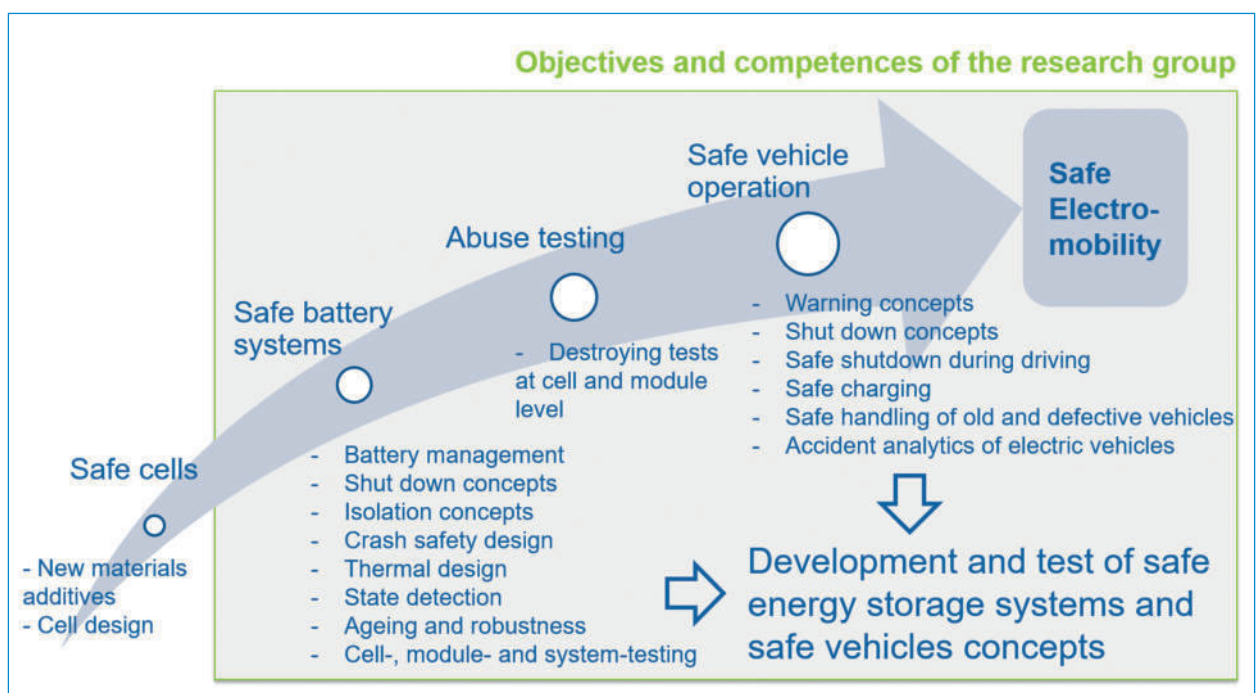 Objectives and competences of the research group
Safe cells
- New materials
additives
- Cell design
Safe battery
systems
- Battery management
- Shut down concepts
- Isolation concepts
- Crash safety design
- Thermal design
- State detection
- Ageing and robustness
- Cell-, module- and system-testing
Abuse testing
- Destroying tests
at cell and module
level
Safe vehicle
operation
- Warning concepts
- Shut down concepts
- Safe shutdown during driving
- Safe charging
- Safe handling of old and defective vehicles
- Accident analytics of electric vehicles
Safe
Electro-
mobility
Development and test of safe
energy storage systems and
safe vehicles concepts